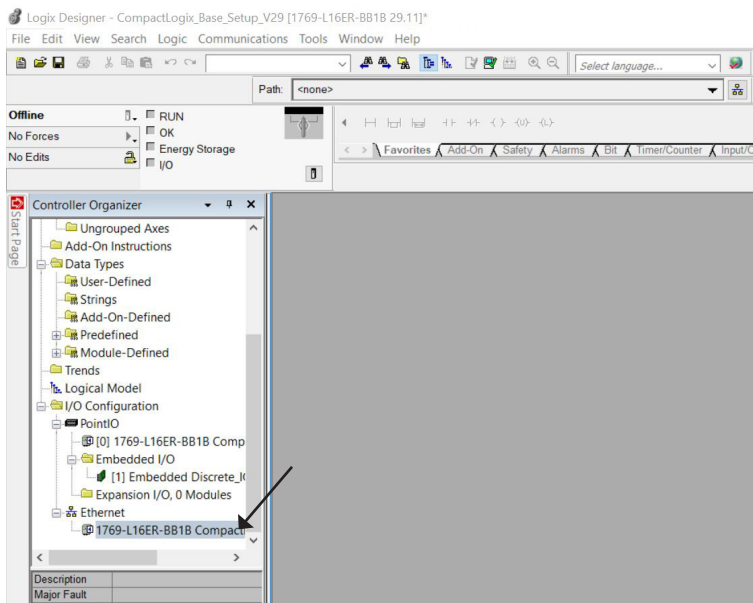 Logix Designer - CompactLogix_Base_Setup_V29 [1769-L16ER-BB1B 29.11]*
File Edit View Search Logic Communications Tools Window Help
Select language...
Path: <none>
Offline
RUN
No Forces
OK
No Edits
Energy Storage
I/O
Favorites Add-On Safety Alarms Bit Timer/Counter Input/O
Start Page
Controller Organizer
Ungrouped Axes
Add-On Instructions
Data Types
User-Defined
Strings
Add-On-Defined
Predefined
Module-Defined
Trends
Logical Model
I/O Configuration
PointIO
[0] 1769-L16ER-BB1B Comp
Embedded I/O
[1] Embedded Discrete_I
Expansion I/O, 0 Modules
Ethernet
1769-L16ER-BB1B Compact
Description
Major Fault